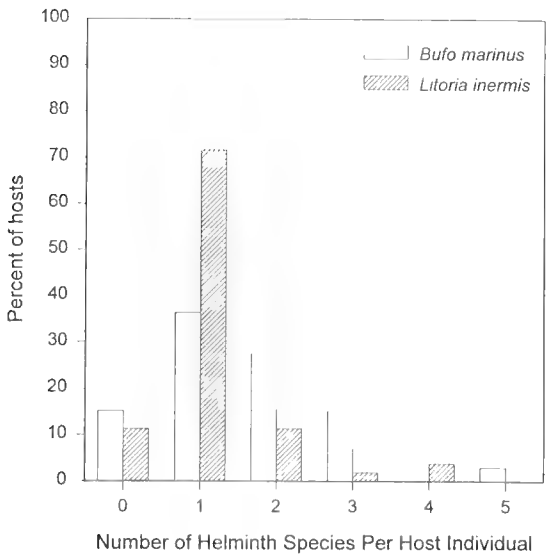 100
90
80
70
60
50
40
30
20
10
0
Percent of hosts
Bufo marinus
Litoria inermis
0 1 2 3 4 5
Number of Helminth Species Per Host Individual